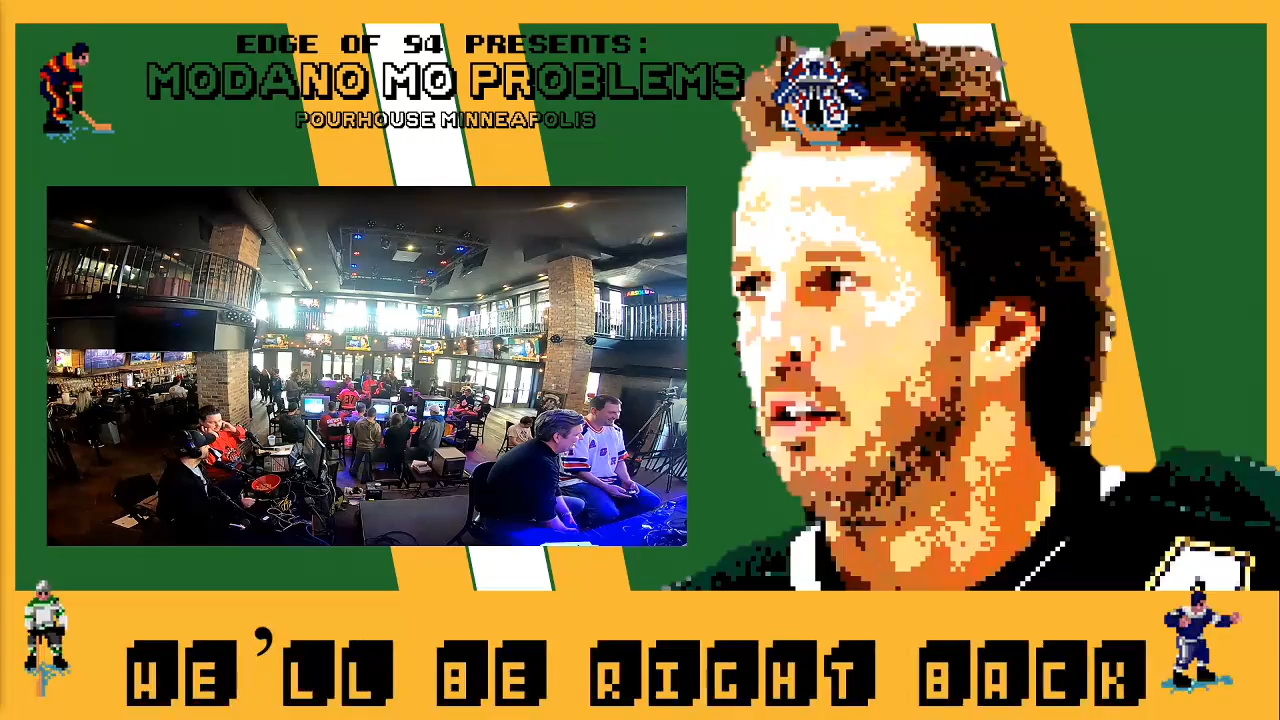 EDGE OF 94 PRESENTS:
MODANO MO PROBLEMS
POURHOUSE MINNEAPOLIS
WE'LL BE RIGHT BACK